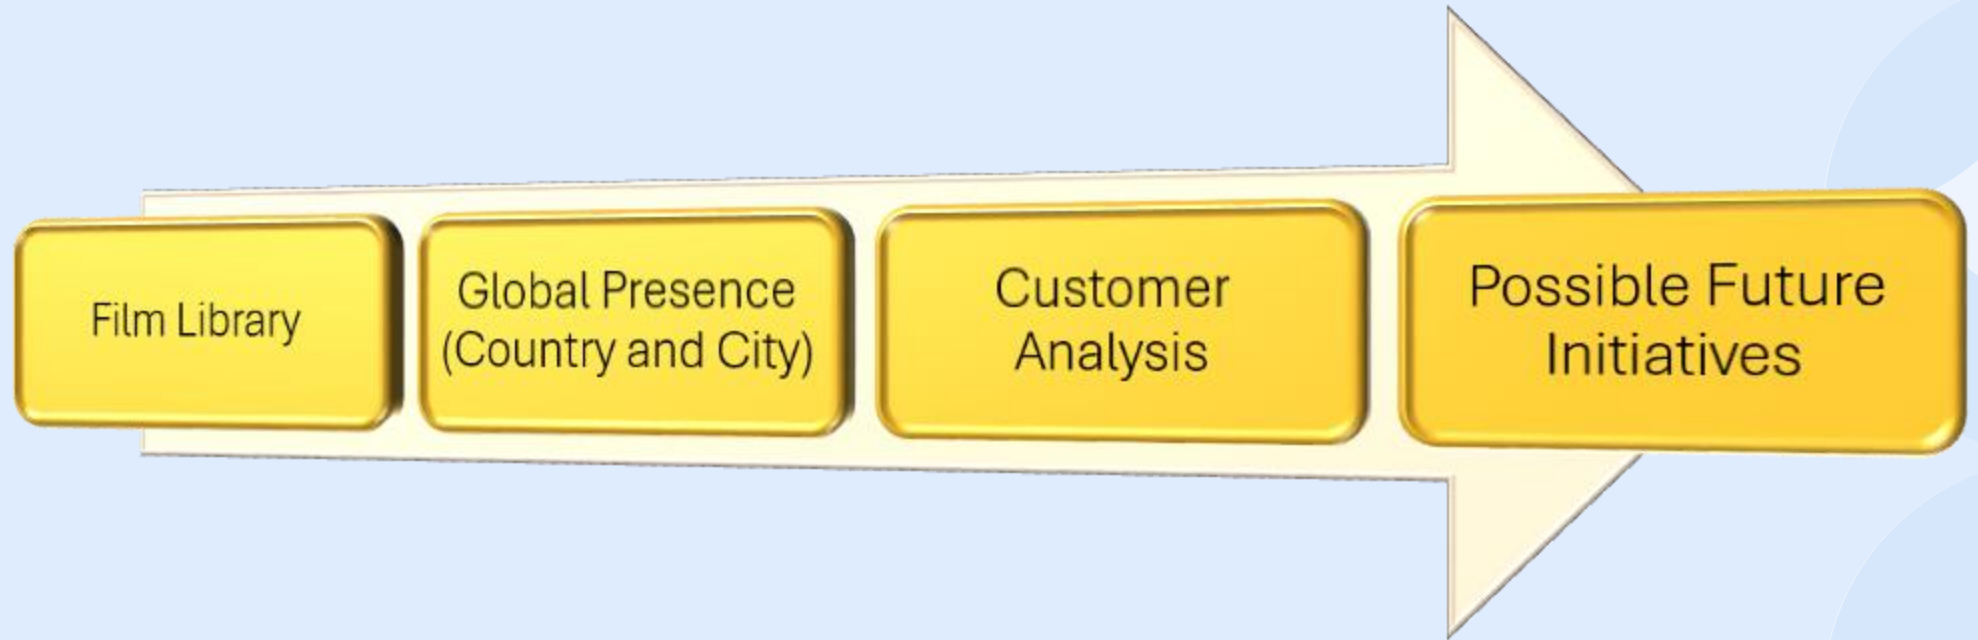 Film Library
Global Presence
(Country and City)
Customer
Analysis
Possible Future
Initiatives